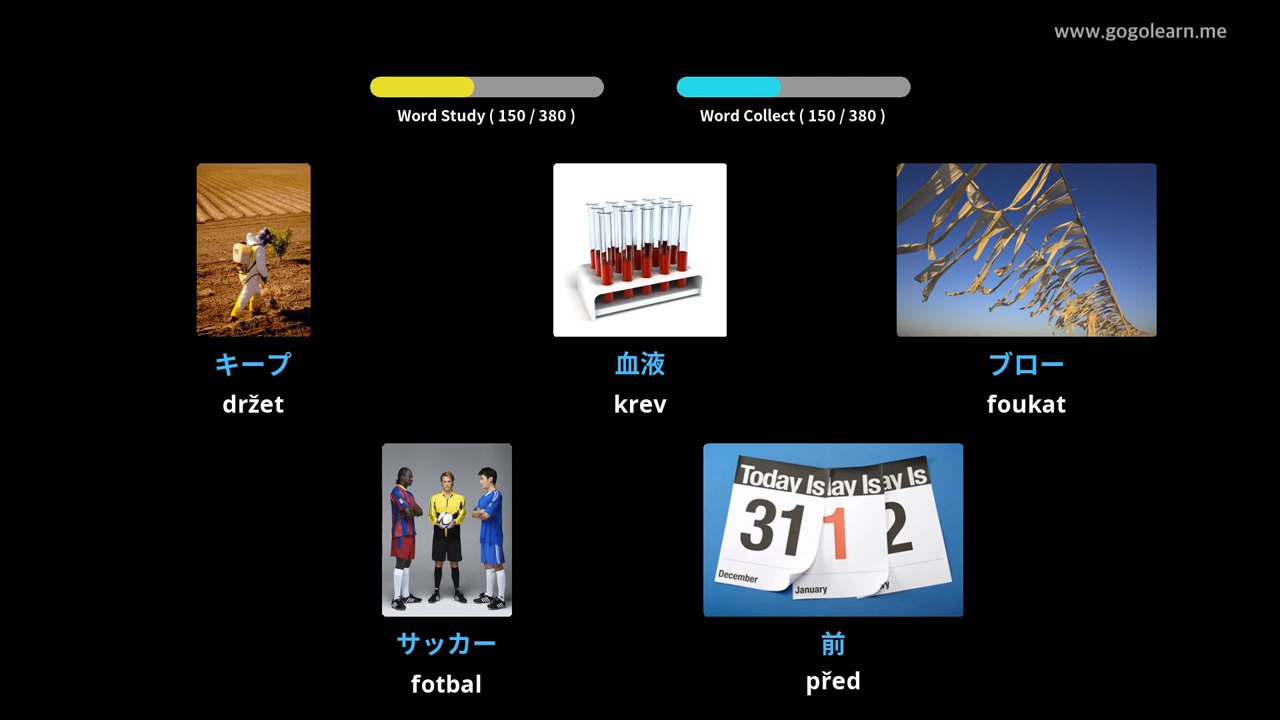 www.gogolearn.me
Word Study ( 150 / 380 )
Word Collect ( 150 / 380 )
キープ
血液
ブロー
držet
krev
foukat
Today Is
ay Is
ay Is
31
1
2
December
January
サッカー
前
fotbal
před